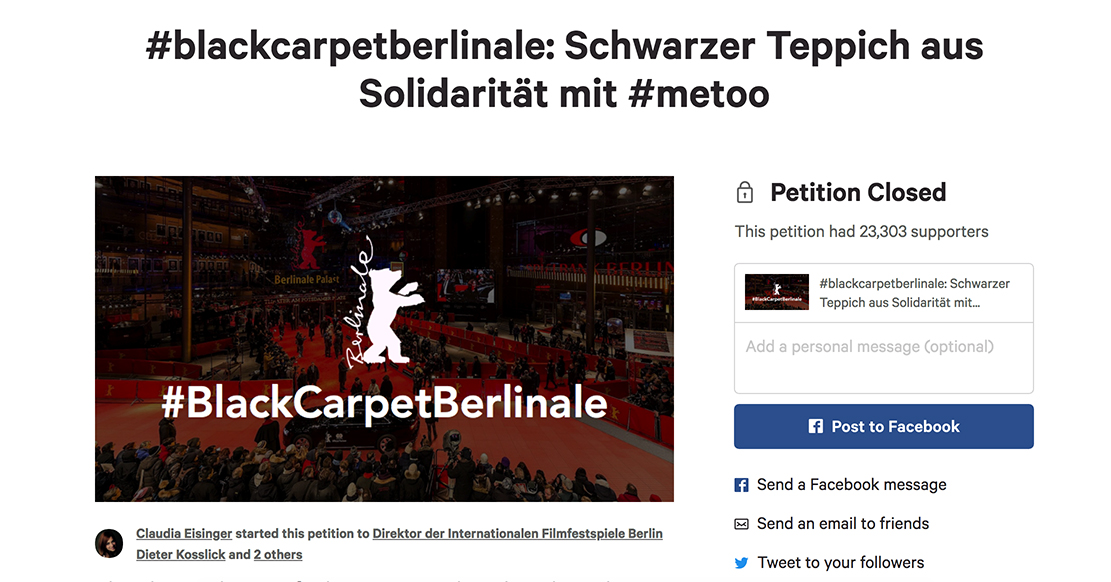 #blackcarpetberlinale: Schwarzer Teppich aus
Solidarität mit #metoo
Berlinale Palast
Berlinale
#BlackCarpetBerlinale
Claudia Eisinger started this petition to Direktor der Internationalen Filmfestspiele Berlin
Dieter Kosslick and 2 others
Petition Closed
This petition had 23,303 supporters
#BlackCarpetBerlinale
#blackcarpetberlinale: Schwarzer
Teppich aus Solidarität mit...
Add a personal message (optional)
Post to Facebook
Send a Facebook message
Send an email to friends
Tweet to your followers